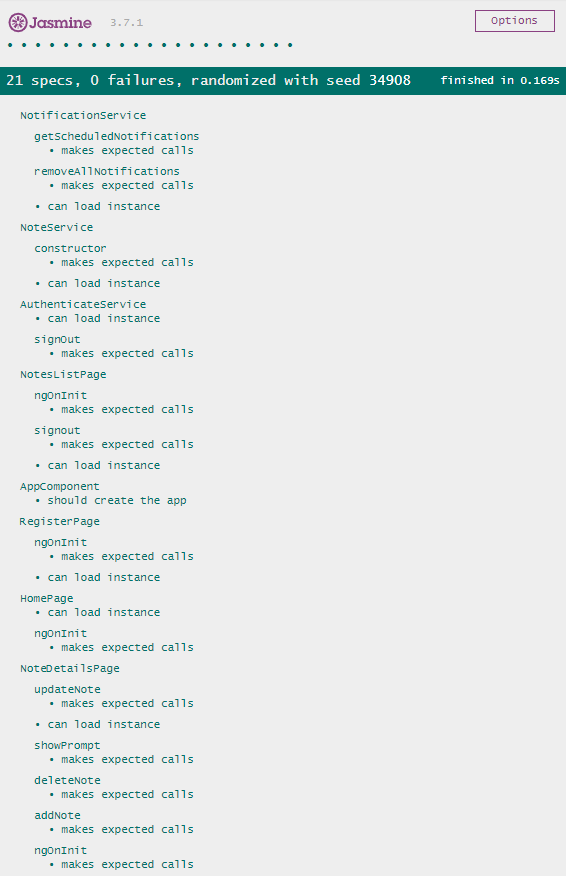 Jasmine 3.7.1 Options
• • • • • • • • • • • • • • • • • • • • •
21 specs, 0 failures, randomized with seed 34908 finished in 0.169s
NotificationService
getScheduledNotifications
• makes expected calls
removeAllNotifications
• makes expected calls
• can load instance
NoteService
constructor
• makes expected calls
• can load instance
AuthenticateService
• can load instance
signOut
• makes expected calls
NotesListPage
ngOnInit
• makes expected calls
signout
• makes expected calls
• can load instance
AppComponent
• should create the app
RegisterPage
ngOnInit
• makes expected calls
• can load instance
HomePage
• can load instance
ngOnInit
• makes expected calls
NoteDetailsPage
updateNote
• makes expected calls
• can load instance
showPrompt
• makes expected calls
deleteNote
• makes expected calls
addNote
• makes expected calls
ngOnInit
• makes expected calls